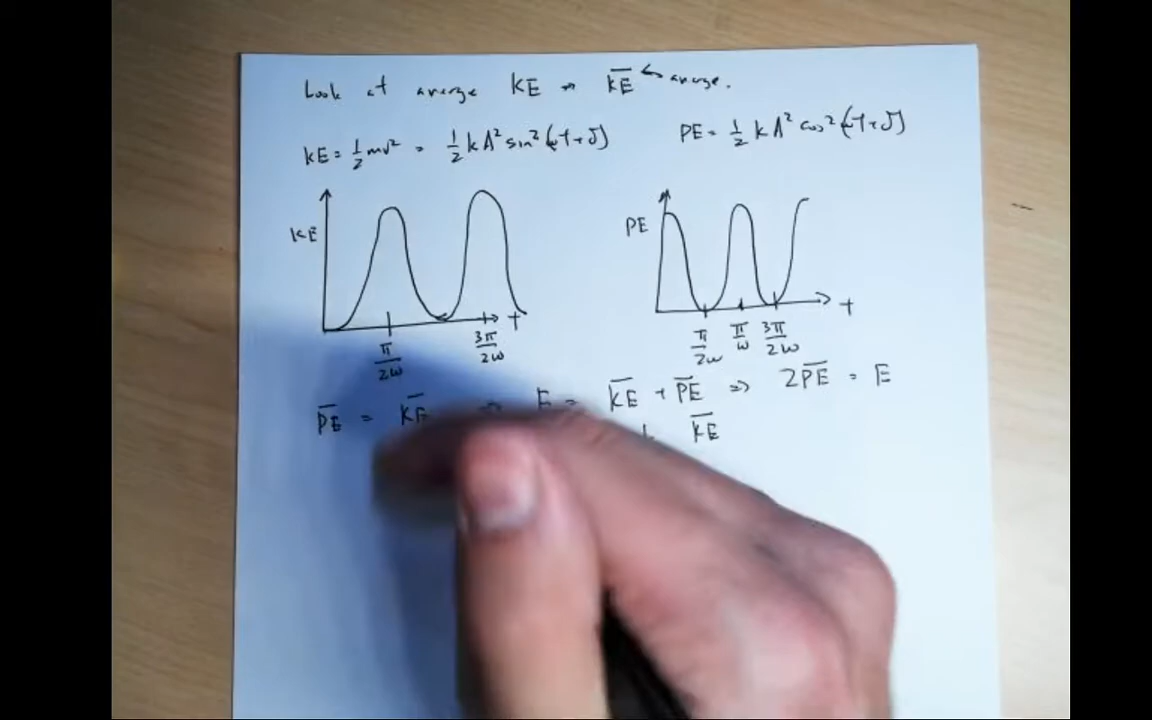 Look at average KE → K̅E̅ ← average.
KE = ½mv² = ½kA² sin²(ωt+δ) PE = ½kA² cos²(ωt+δ)
KE PE
t t
π/2ω 3π/2ω π/2ω π/ω 3π/2ω
P̅E̅ = K̅E̅ ⇒ E = K̅E̅ + P̅E̅ ⇒ 2P̅E̅ = E
K̅E̅